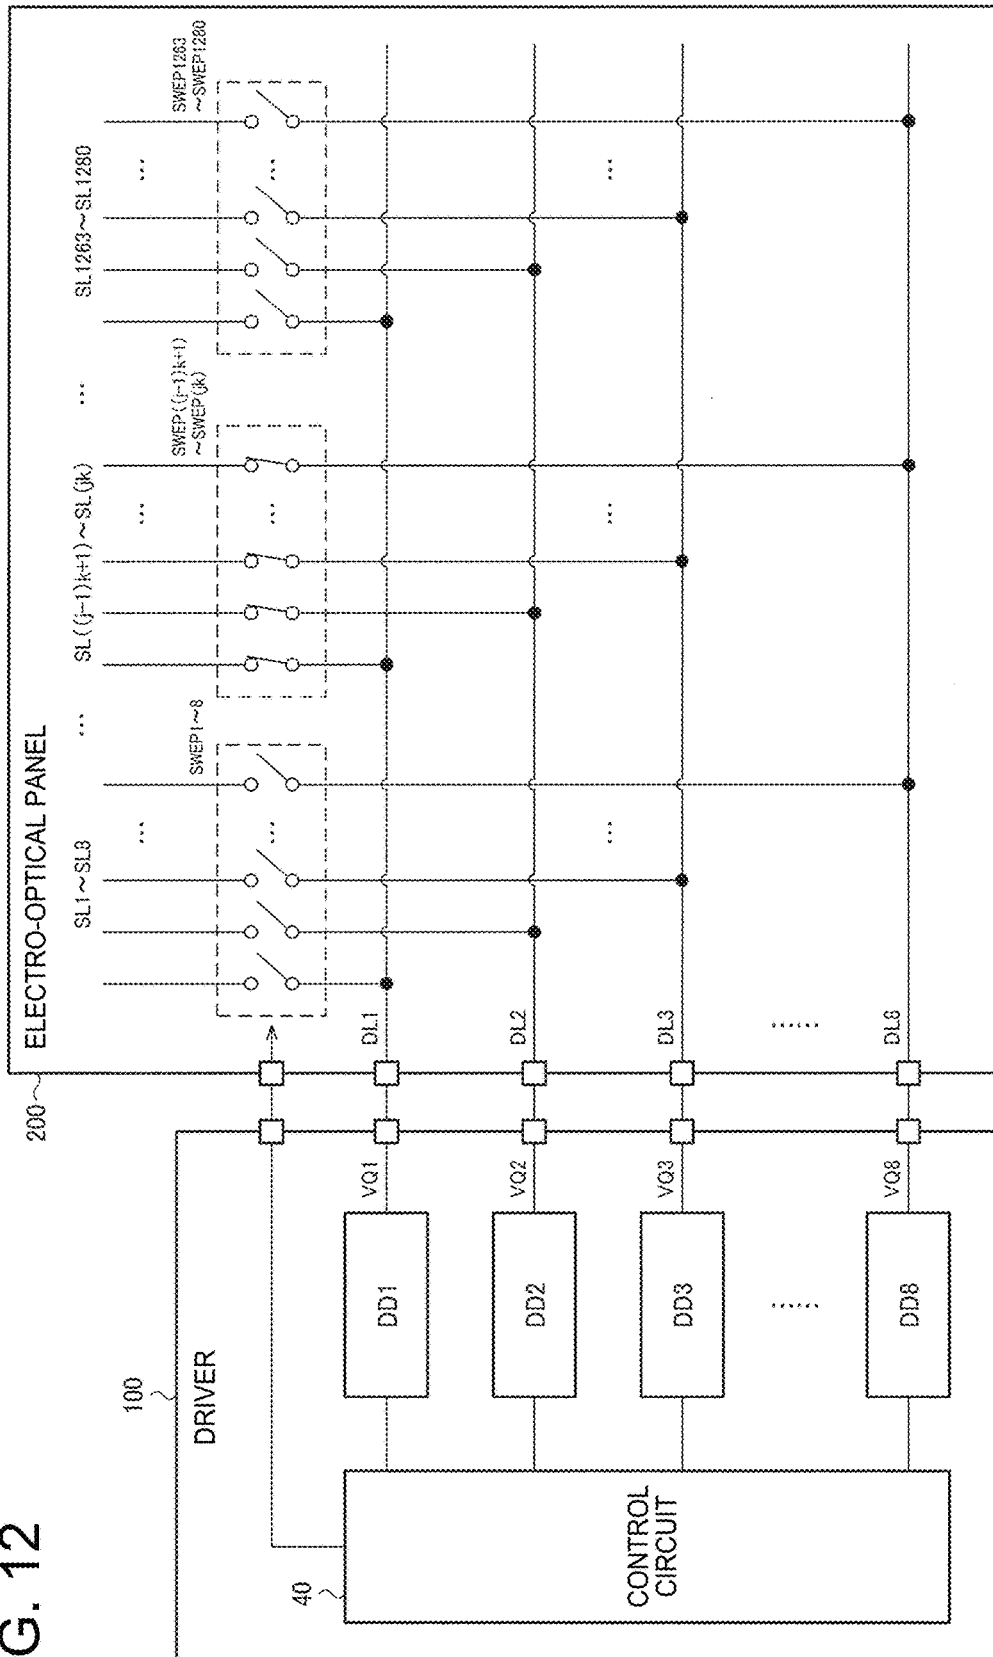 G. 12
100
DRIVER
40
CONTROL
CIRCUIT
DD1
DD2
DD3
......
DD8
VQ1
VQ2
VQ3
VQ8
200
ELECTRO-OPTICAL PANEL
DL1
DL2
DL3
......
DL8
SL1~SL8
...
SL((j-1)k+1)~SL(jk)
...
SL1263~SL1280
...
...
...
SWEP1~8
SWEP((j-1)k+1)
~SWEP(jk)
SWEP1263
~SWEP1280
...
...
...
...
...
...